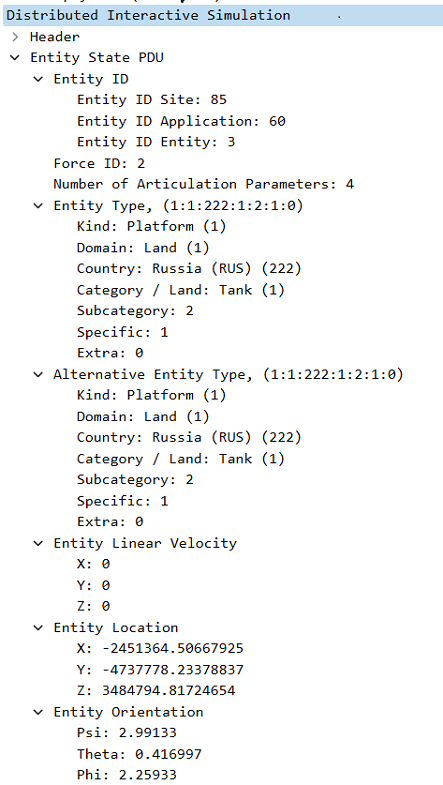 Distributed Interactive Simulation
Header
Entity State PDU
Entity ID
Entity ID Site: 85
Entity ID Application: 60
Entity ID Entity: 3
Force ID: 2
Number of Articulation Parameters: 4
Entity Type, (1:1:222:1:2:1:0)
Kind: Platform (1)
Domain: Land (1)
Country: Russia (RUS) (222)
Category / Land: Tank (1)
Subcategory: 2
Specific: 1
Extra: 0
Alternative Entity Type, (1:1:222:1:2:1:0)
Kind: Platform (1)
Domain: Land (1)
Country: Russia (RUS) (222)
Category / Land: Tank (1)
Subcategory: 2
Specific: 1
Extra: 0
Entity Linear Velocity
X: 0
Y: 0
Z: 0
Entity Location
X: -2451364.50667925
Y: -4737778.23378837
Z: 3484794.81724654
Entity Orientation
Psi: 2.99133
Theta: 0.416997
Phi: 2.25933